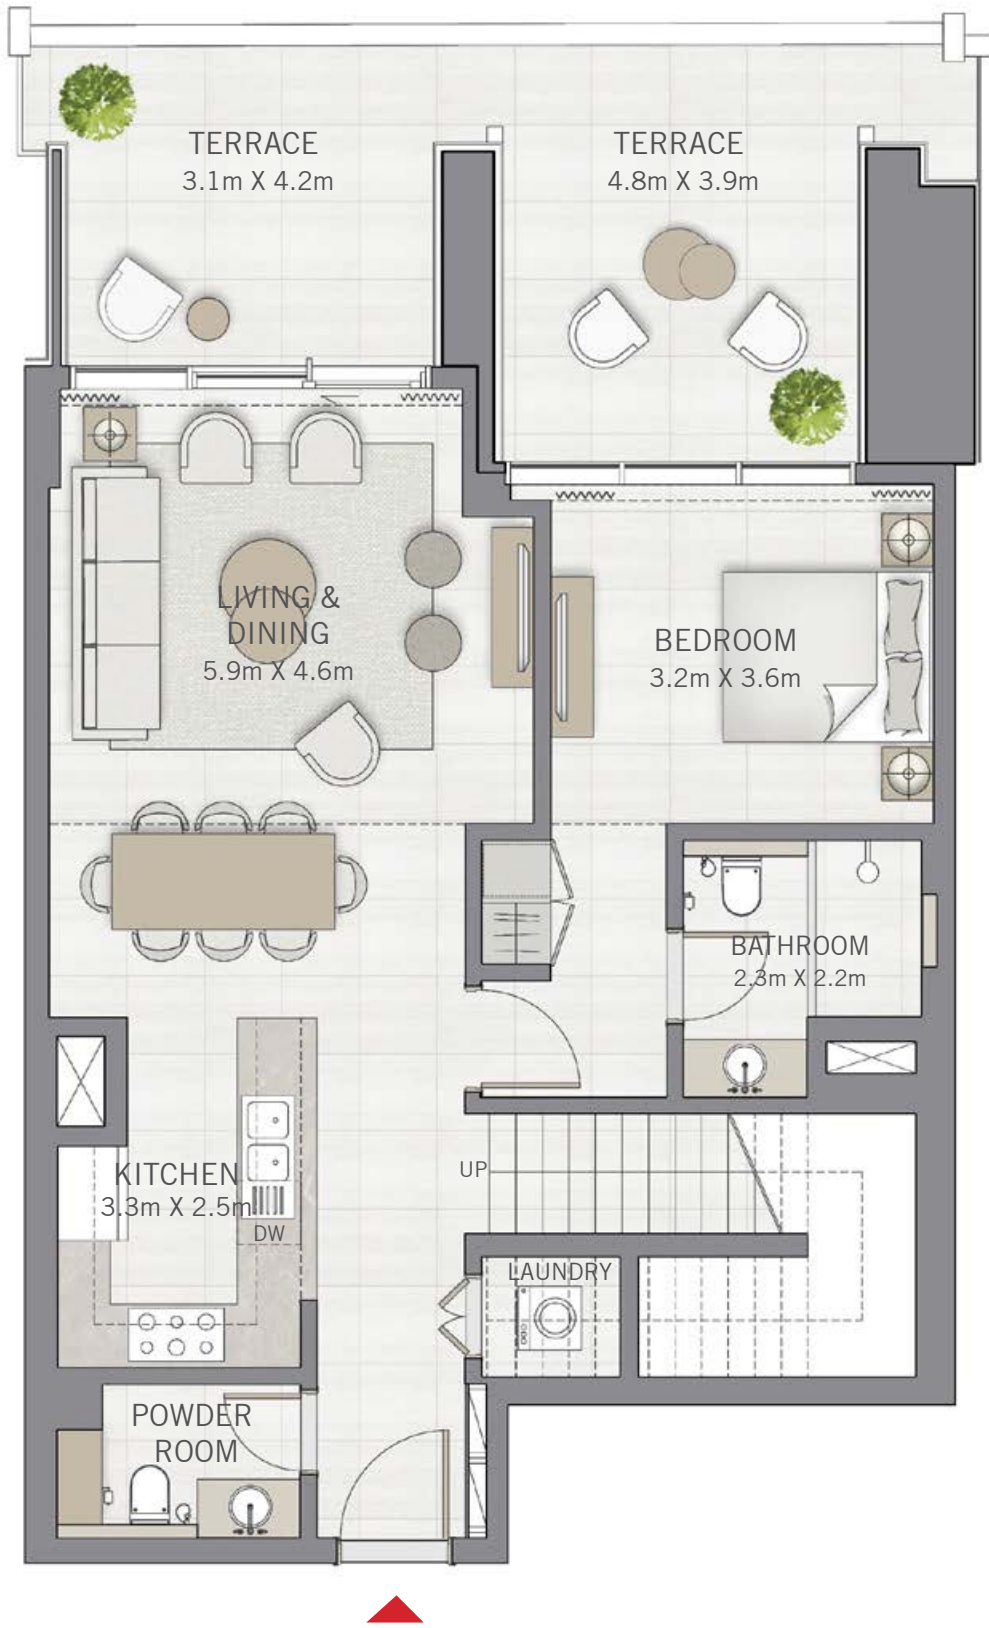 TERRACE
3.1m X 4.2m
TERRACE
4.8m X 3.9m
LIVING &
DINING
5.9m X 4.6m
BEDROOM
3.2m X 3.6m
BATHROOM
2.3m X 2.2m
KITCHEN
3.3m X 2.5m
DW
UP
LAUNDRY
POWDER
ROOM